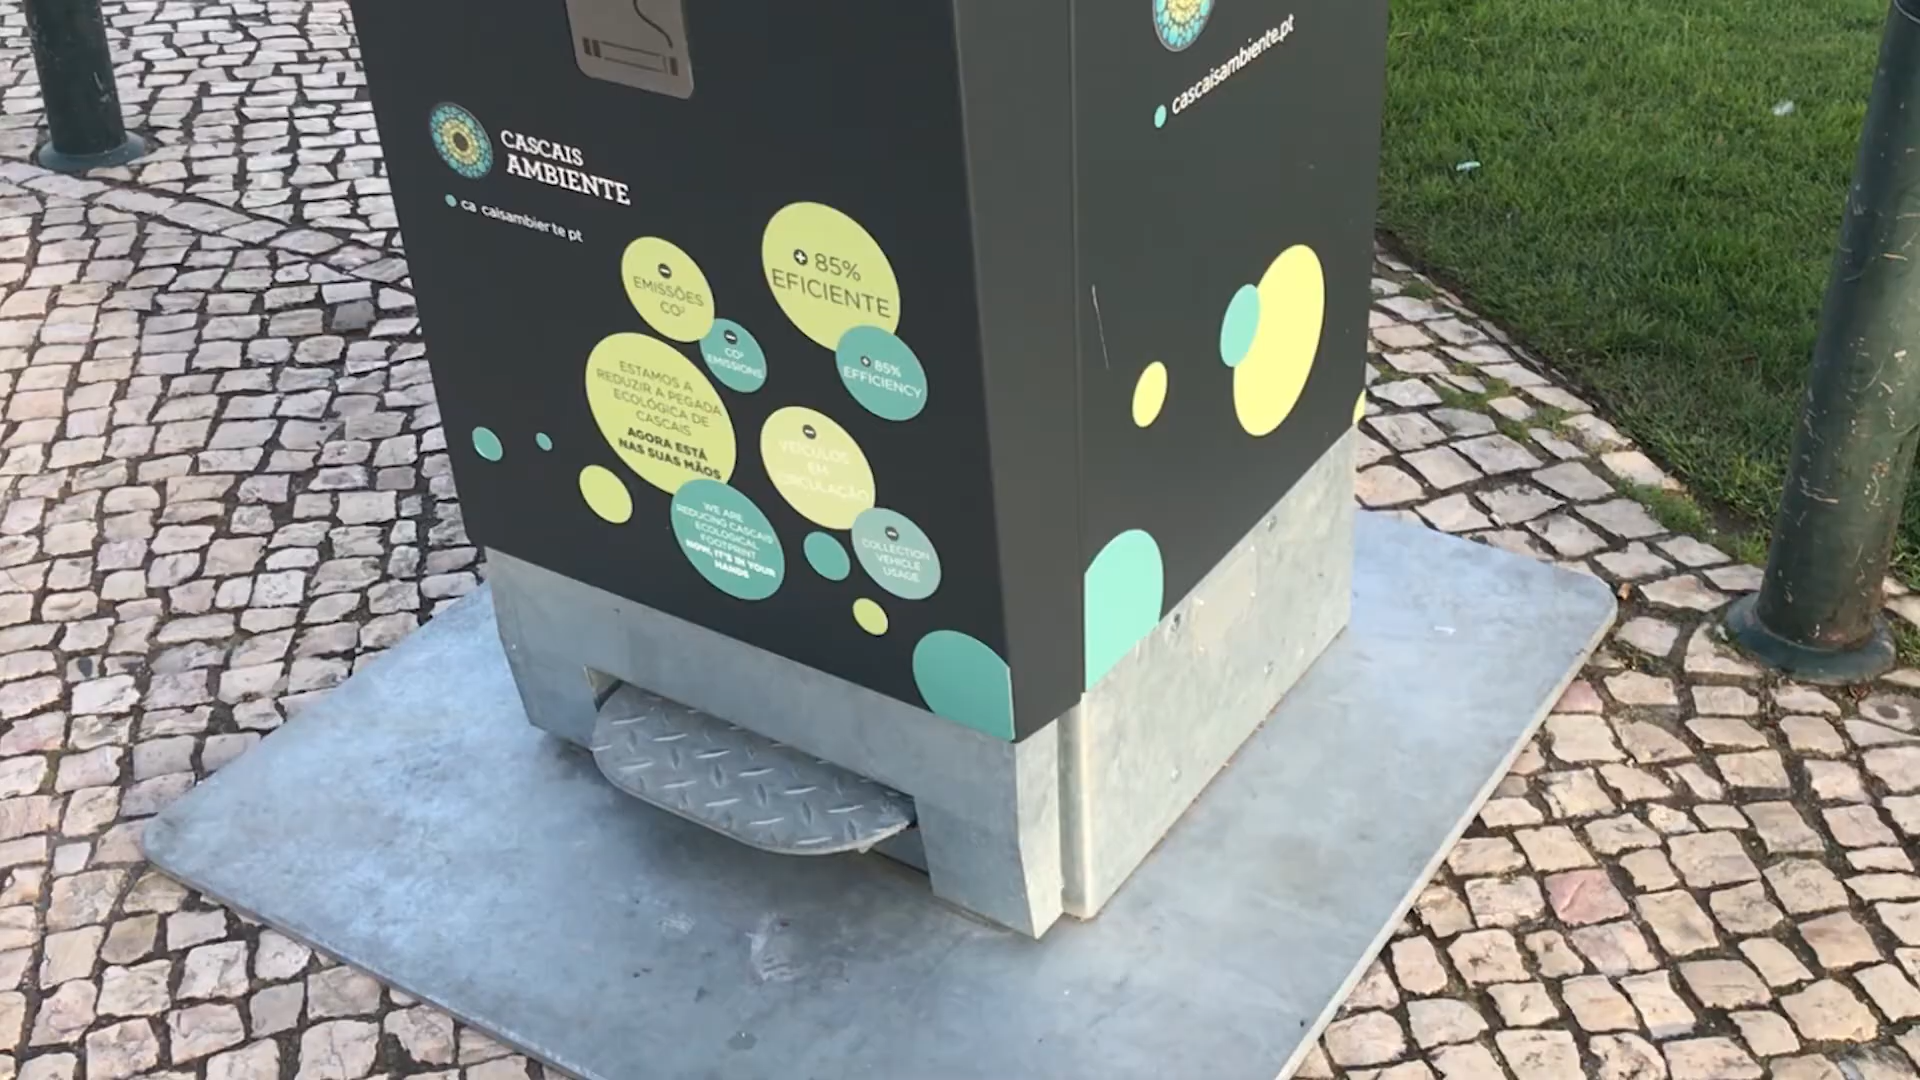 CASCAIS
AMBIENTE
ca caisambier te pt
cascaisambiente.pt
EMISSÕES
CO²
CO²
EMISSIONS
+ 85%
EFICIENTE
+ 85%
EFFICIENCY
ESTAMOS A
REDUZIR A PEGADA
ECOLÓGICA DE
CASCAIS
AGORA ESTÁ
NAS SUAS MÃOS
WE ARE
REDUCING CASCAIS
ECOLOGICAL
FOOTPRINT
NOW, IT'S IN YOUR
HANDS
VEÍCULOS
EM
CIRCULAÇÃO
COLLECTION
VEHICLE
USAGE